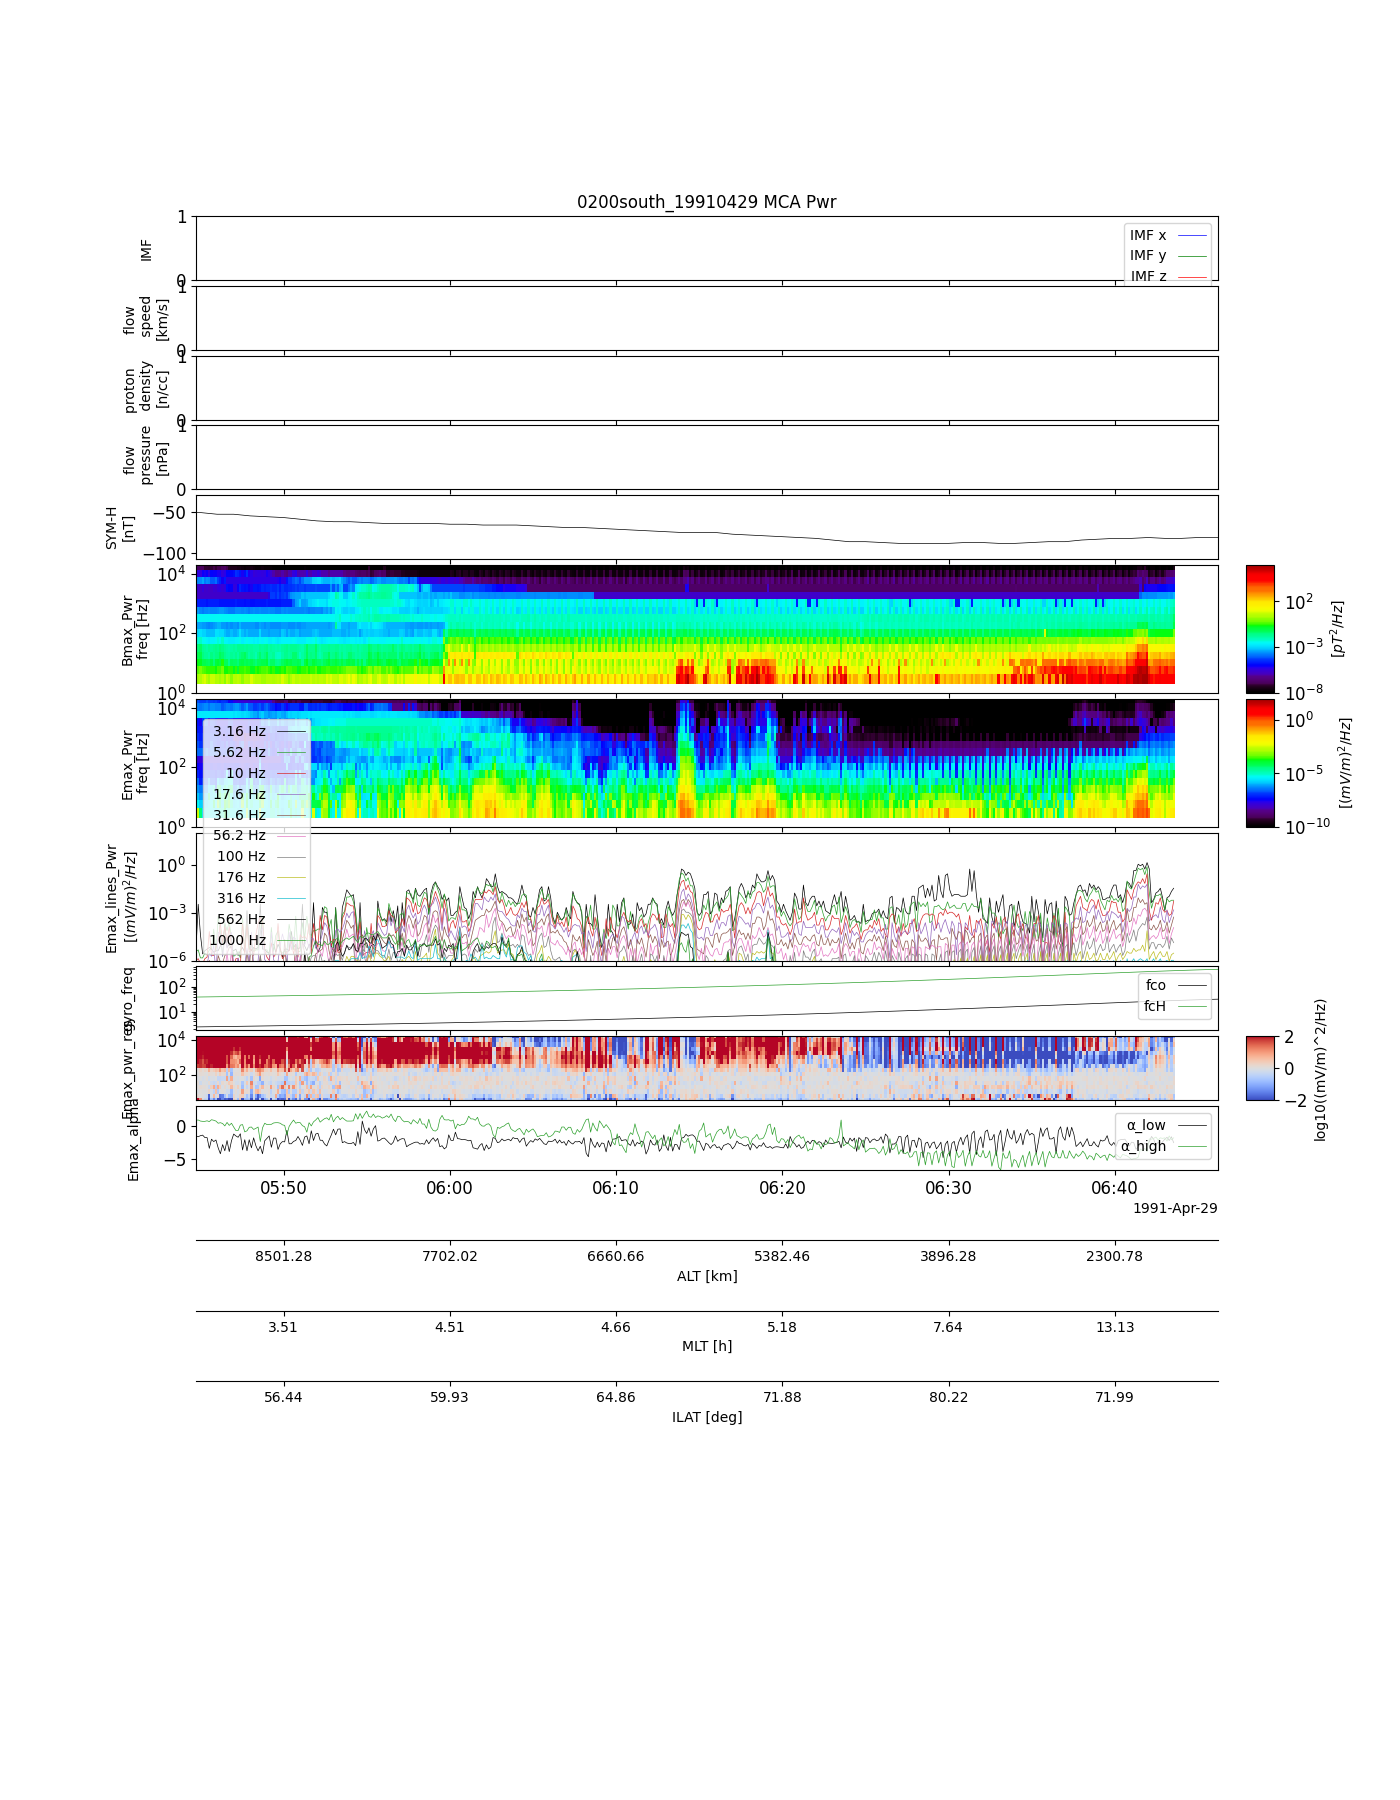 0200south_19910429 MCA Pwr
1
0
IMF
IMF x
IMF y
IMF z
1
0
flow
speed
[km/s]
1
0
proton
density
[n/cc]
1
0
flow
pressure
[nPa]
−50
−100
SYM-H
[nT]
10^4
10^2
10^0
Bmax_Pwr
freq [Hz]
10^2
10^−3
10^−8
[pT^2/Hz]
10^4
10^2
10^0
Emax_Pwr
freq [Hz]
10^0
10^−5
10^−10
[(mV/m)^2/Hz]
3.16 Hz
5.62 Hz
10 Hz
17.6 Hz
31.6 Hz
56.2 Hz
100 Hz
176 Hz
316 Hz
562 Hz
1000 Hz
10^0
10^−3
10^−6
Emax_lines_Pwr
[(mV/m)^2/Hz]
10^2
10^1
gyro_freq
fco
fcH
10^4
10^2
Emax_pwr_res
2
0
−2
log10((mV/m)^2/Hz)
0
−5
Emax_alpha
α_low
α_high
05:50 06:00 06:10 06:20 06:30 06:40
1991-Apr-29
8501.28 7702.02 6660.66 5382.46 3896.28 2300.78
ALT [km]
3.51 4.51 4.66 5.18 7.64 13.13
MLT [h]
56.44 59.93 64.86 71.88 80.22 71.99
ILAT [deg]